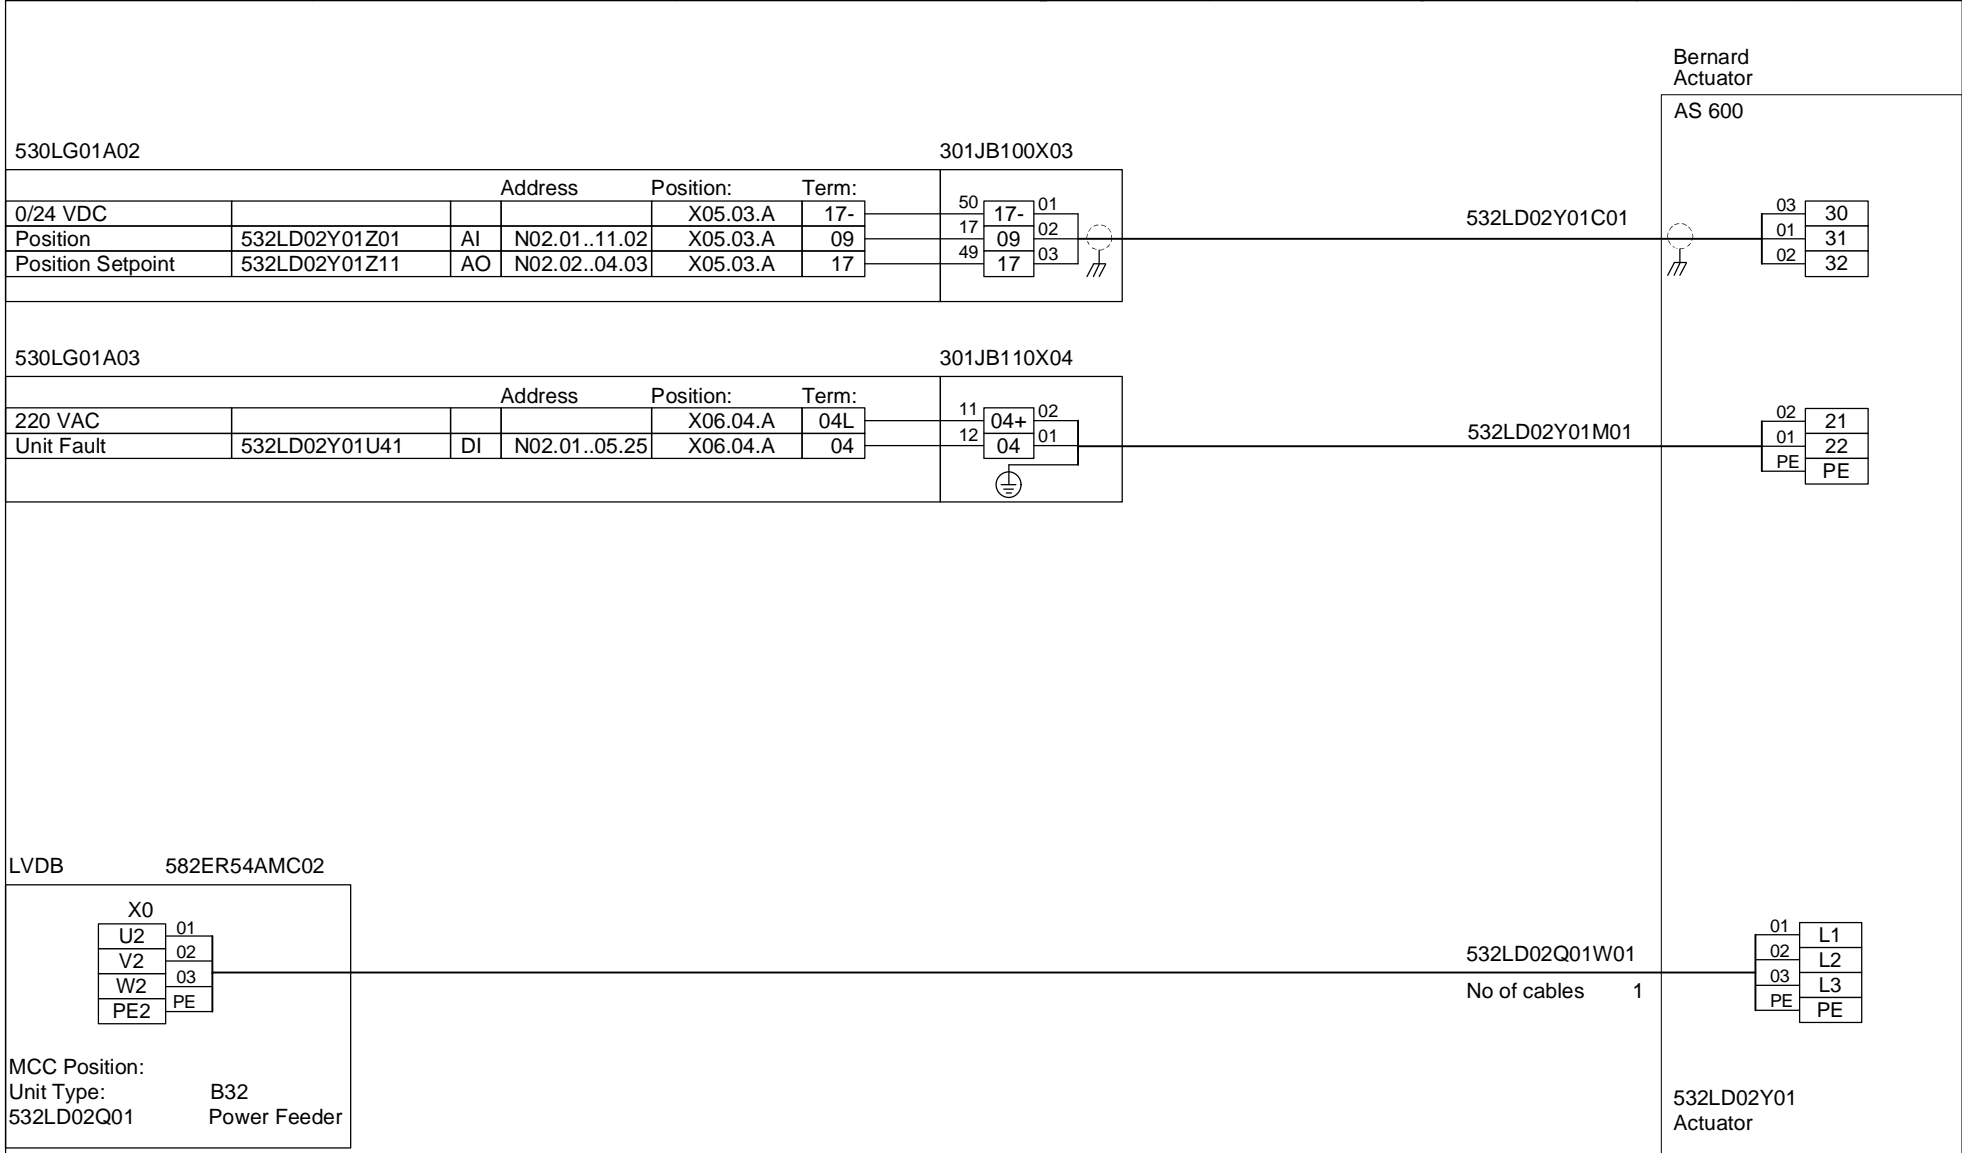 Bernard
Actuator
AS 600
530LG01A02 301JB100X03
Address Position: Term:
0/24 VDC X05.03.A 17- 50 17- 01 532LD02Y01C01 03 30
Position 532LD02Y01Z01 AI N02.01..11.02 X05.03.A 09 17 09 02 01 31
Position Setpoint 532LD02Y01Z11 AO N02.02..04.03 X05.03.A 17 49 17 03 02 32
530LG01A03 301JB110X04
Address Position: Term:
220 VAC X06.04.A 04L 11 04+ 02 532LD02Y01M01 02 21
Unit Fault 532LD02Y01U41 DI N02.01..05.25 X06.04.A 04 12 04 01 01 22
PE PE
LVDB 582ER54AMC02
X0
U2 01 01 L1
V2 02 532LD02Q01W01 02 L2
W2 03 No of cables 1 03 L3
PE2 PE PE PE
MCC Position:
Unit Type: B32
532LD02Q01 Power Feeder
532LD02Y01
Actuator